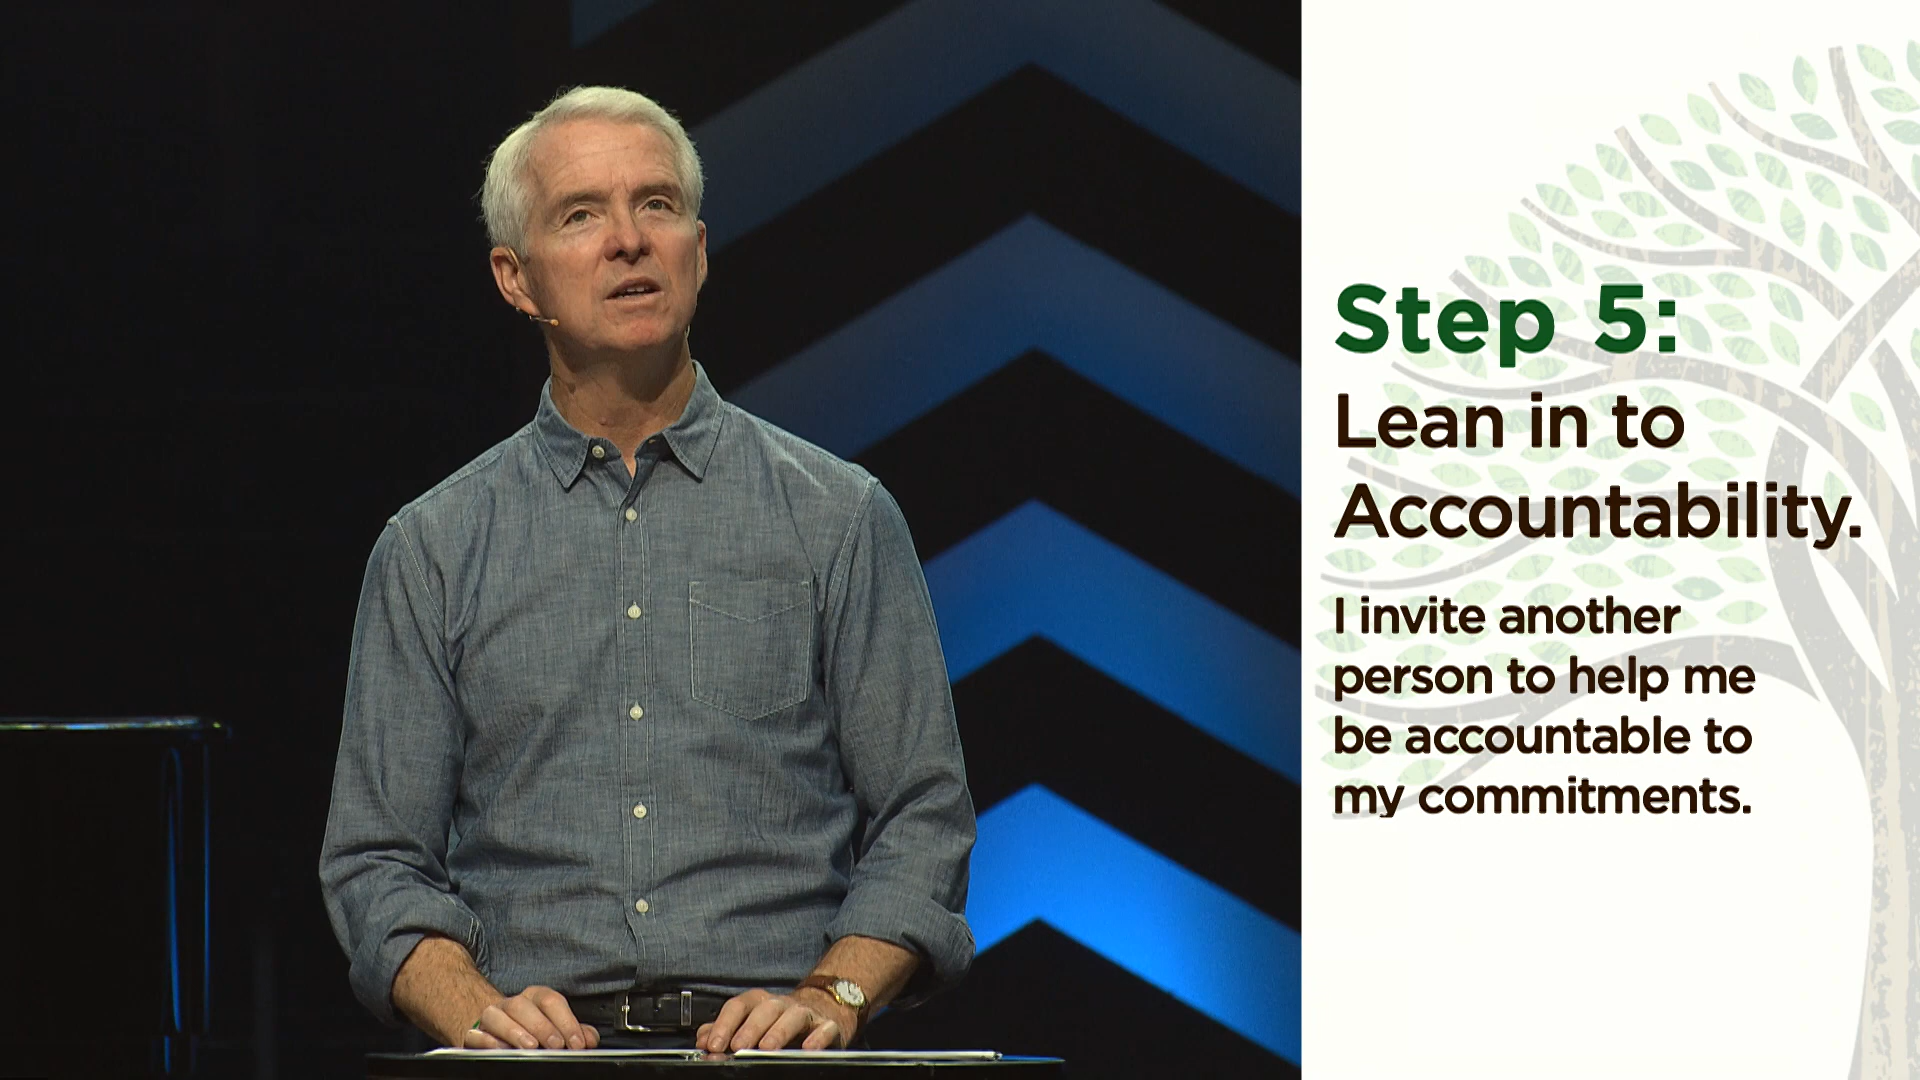 Step 5:
Lean in to
Accountability.
I invite another
person to help me
be accountable to
my commitments.